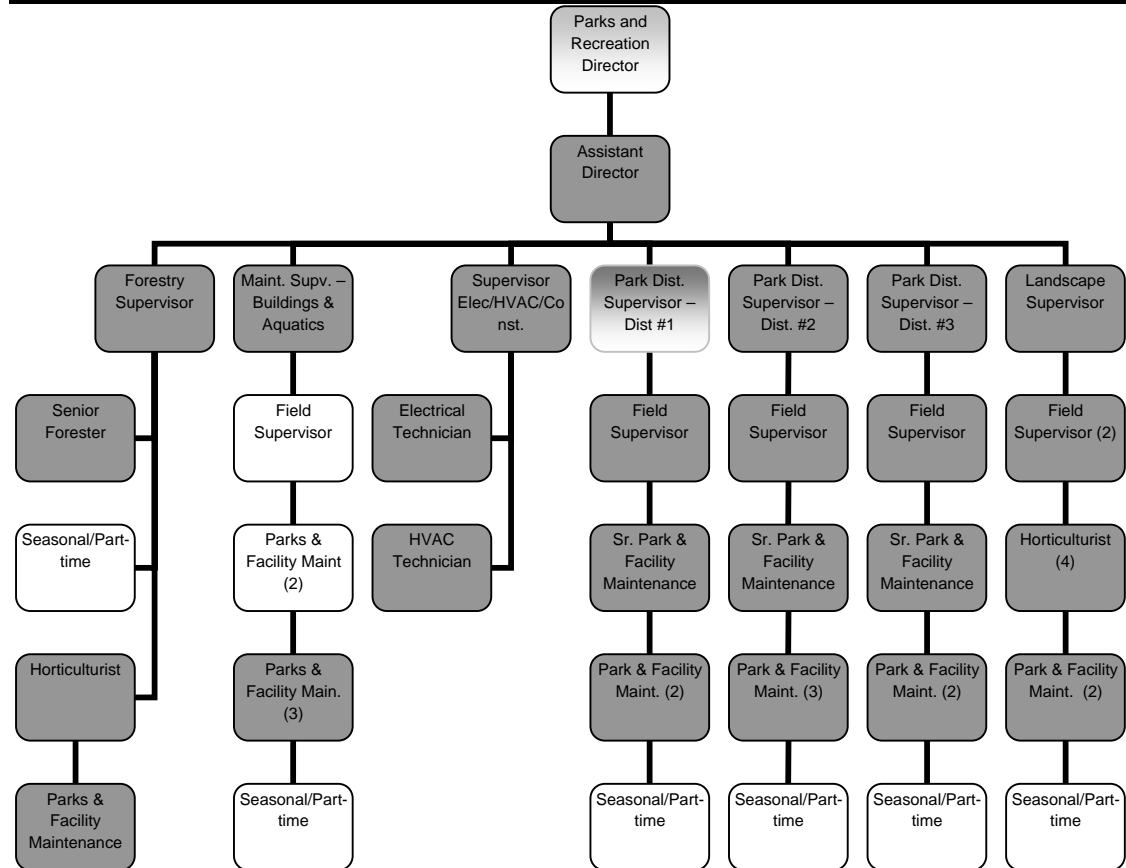 Parks and
Recreation
Director
Assistant
Director
Forestry
Supervisor
Maint. Supv. –
Buildings &
Aquatics
Supervisor
Elec/HVAC/Co
nst.
Park Dist.
Supervisor –
Dist #1
Park Dist.
Supervisor –
Dist. #2
Park Dist.
Supervisor –
Dist. #3
Landscape
Supervisor
Senior
Forester
Field
Supervisor
Electrical
Technician
Field
Supervisor
Field
Supervisor
Field
Supervisor
Field
Supervisor (2)
Seasonal/Part-
time
Parks &
Facility Maint
(2)
HVAC
Technician
Sr. Park &
Facility
Maintenance
Sr. Park &
Facility
Maintenance
Sr. Park &
Facility
Maintenance
Horticulturist
(4)
Horticulturist
Parks &
Facility Main.
(3)
Park & Facility
Maint. (2)
Park & Facility
Maint. (3)
Park & Facility
Maint. (2)
Park & Facility
Maint. (2)
Parks &
Facility
Maintenance
Seasonal/Part-
time
Seasonal/Part-
time
Seasonal/Part-
time
Seasonal/Part-
time
Seasonal/Part-
time